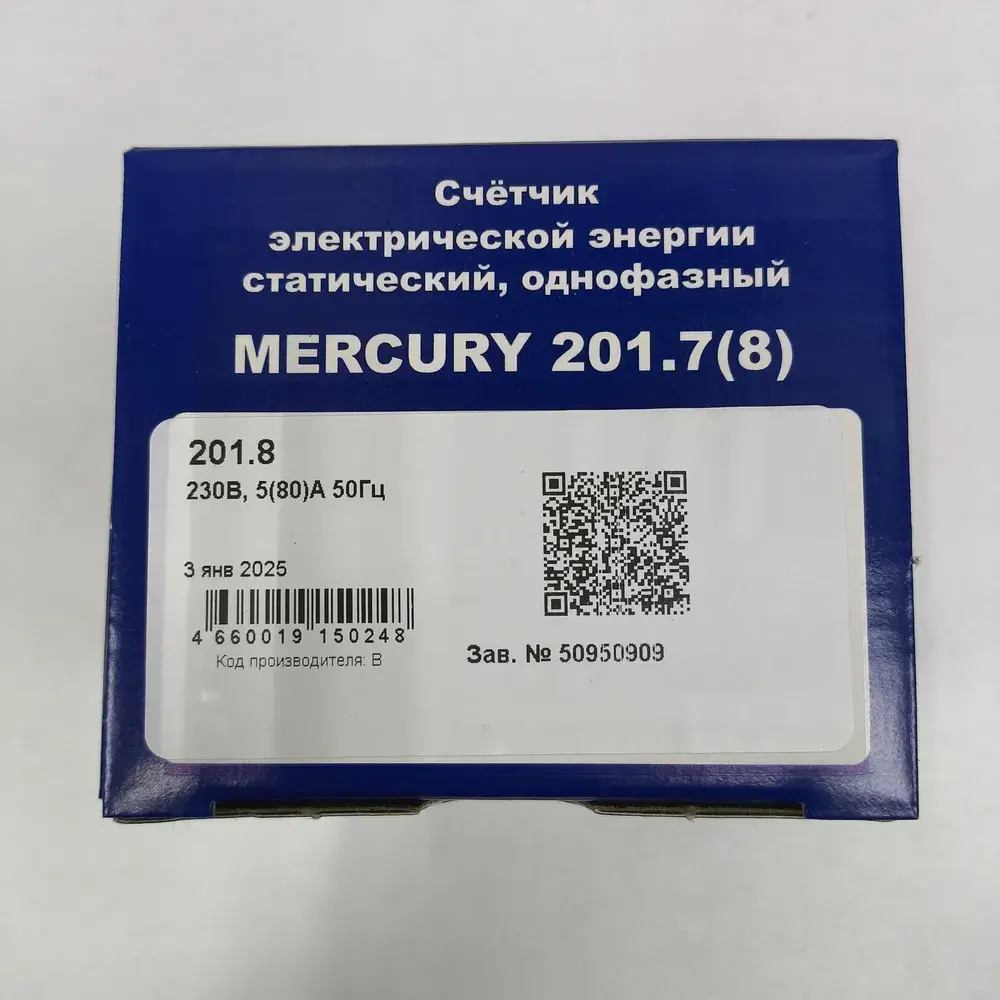 Счётчик
электрической энергии
статический, однофазный
MERCURY 201.7(8)
201.8
230В, 5(80)А 50Гц
3 янв 2025
4 660019 150248
Код производителя: В
Зав. № 50950909